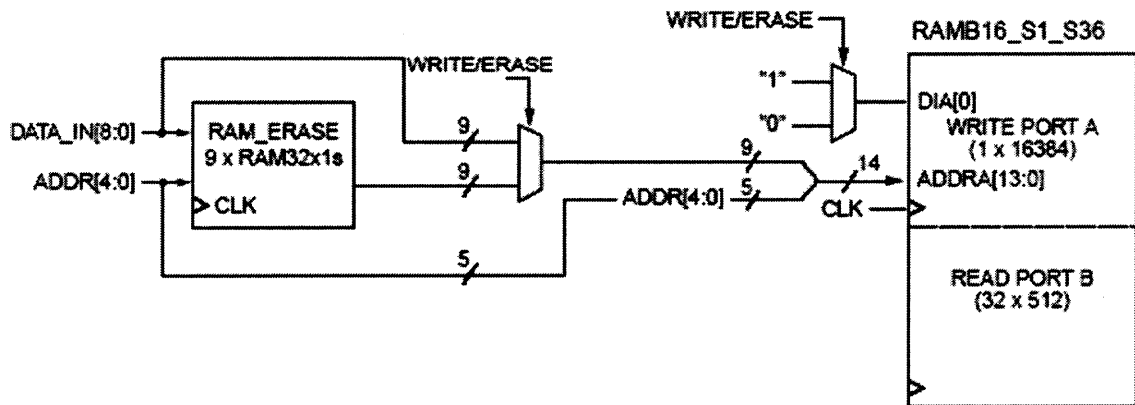 WRITE/ERASE
RAMB16_S1_S36
WRITE/ERASE
"1"
DIA[0]
DATA_IN[8:0]
RAM_ERASE
9
"0"
WRITE PORT A
9 x RAM32x1s
(1 x 16384)
9
14
ADDR[4:0]
9
ADDRA[13:0]
CLK
ADDR[4:0]
5
CLK
5
READ PORT B
(32 x 512)